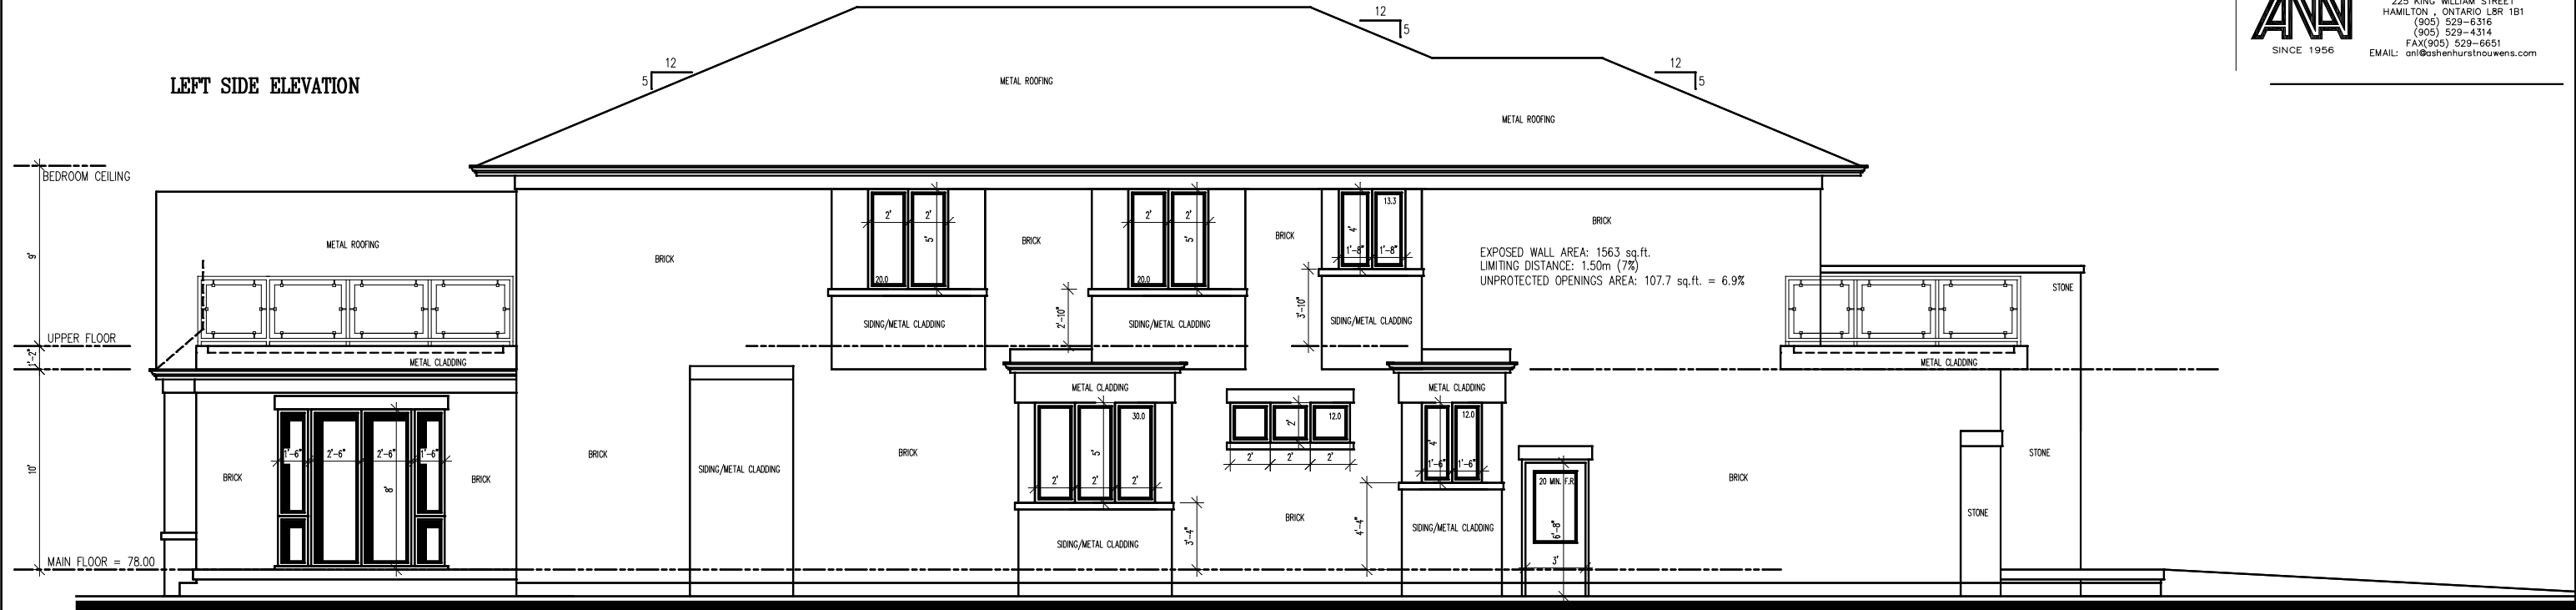 225 KING WILLIAM STREET
HAMILTON , ONTARIO L8R 1B1
(905) 529-6316
(905) 529-4314
FAX(905) 529-6651
EMAIL: anl@ashenhurstnouwens.com
SINCE 1956
LEFT SIDE ELEVATION
12
5
12
5
12
5
METAL ROOFING
METAL ROOFING
BEDROOM CEILING
9'
UPPER FLOOR
1'-2"
10'
MAIN FLOOR = 78.00
METAL ROOFING
METAL CLADDING
BRICK
1'-6"
2'-6"
2'-6"
1'-6"
8'
BRICK
BRICK
BRICK
SIDING/METAL CLADDING
2'
2'
5'
20.0
SIDING/METAL CLADDING
BRICK
2'-10"
2'
2'
5'
20.0
SIDING/METAL CLADDING
BRICK
3'-10"
13.3
4'
1'-8"
1'-8"
SIDING/METAL CLADDING
BRICK
EXPOSED WALL AREA: 1563 sq.ft.
LIMITING DISTANCE: 1.50m (7%)
UNPROTECTED OPENINGS AREA: 107.7 sq.ft. = 6.9%
STONE
METAL CLADDING
BRICK
METAL CLADDING
30.0
5'
2'
2'
2'
SIDING/METAL CLADDING
3'-4"
12.0
2'
2'
2'
2'
BRICK
4'-4"
METAL CLADDING
12.0
4'
1'-6"
1'-6"
SIDING/METAL CLADDING
20 MIN. F.R.
6'-8"
3'
BRICK
STONE
STONE